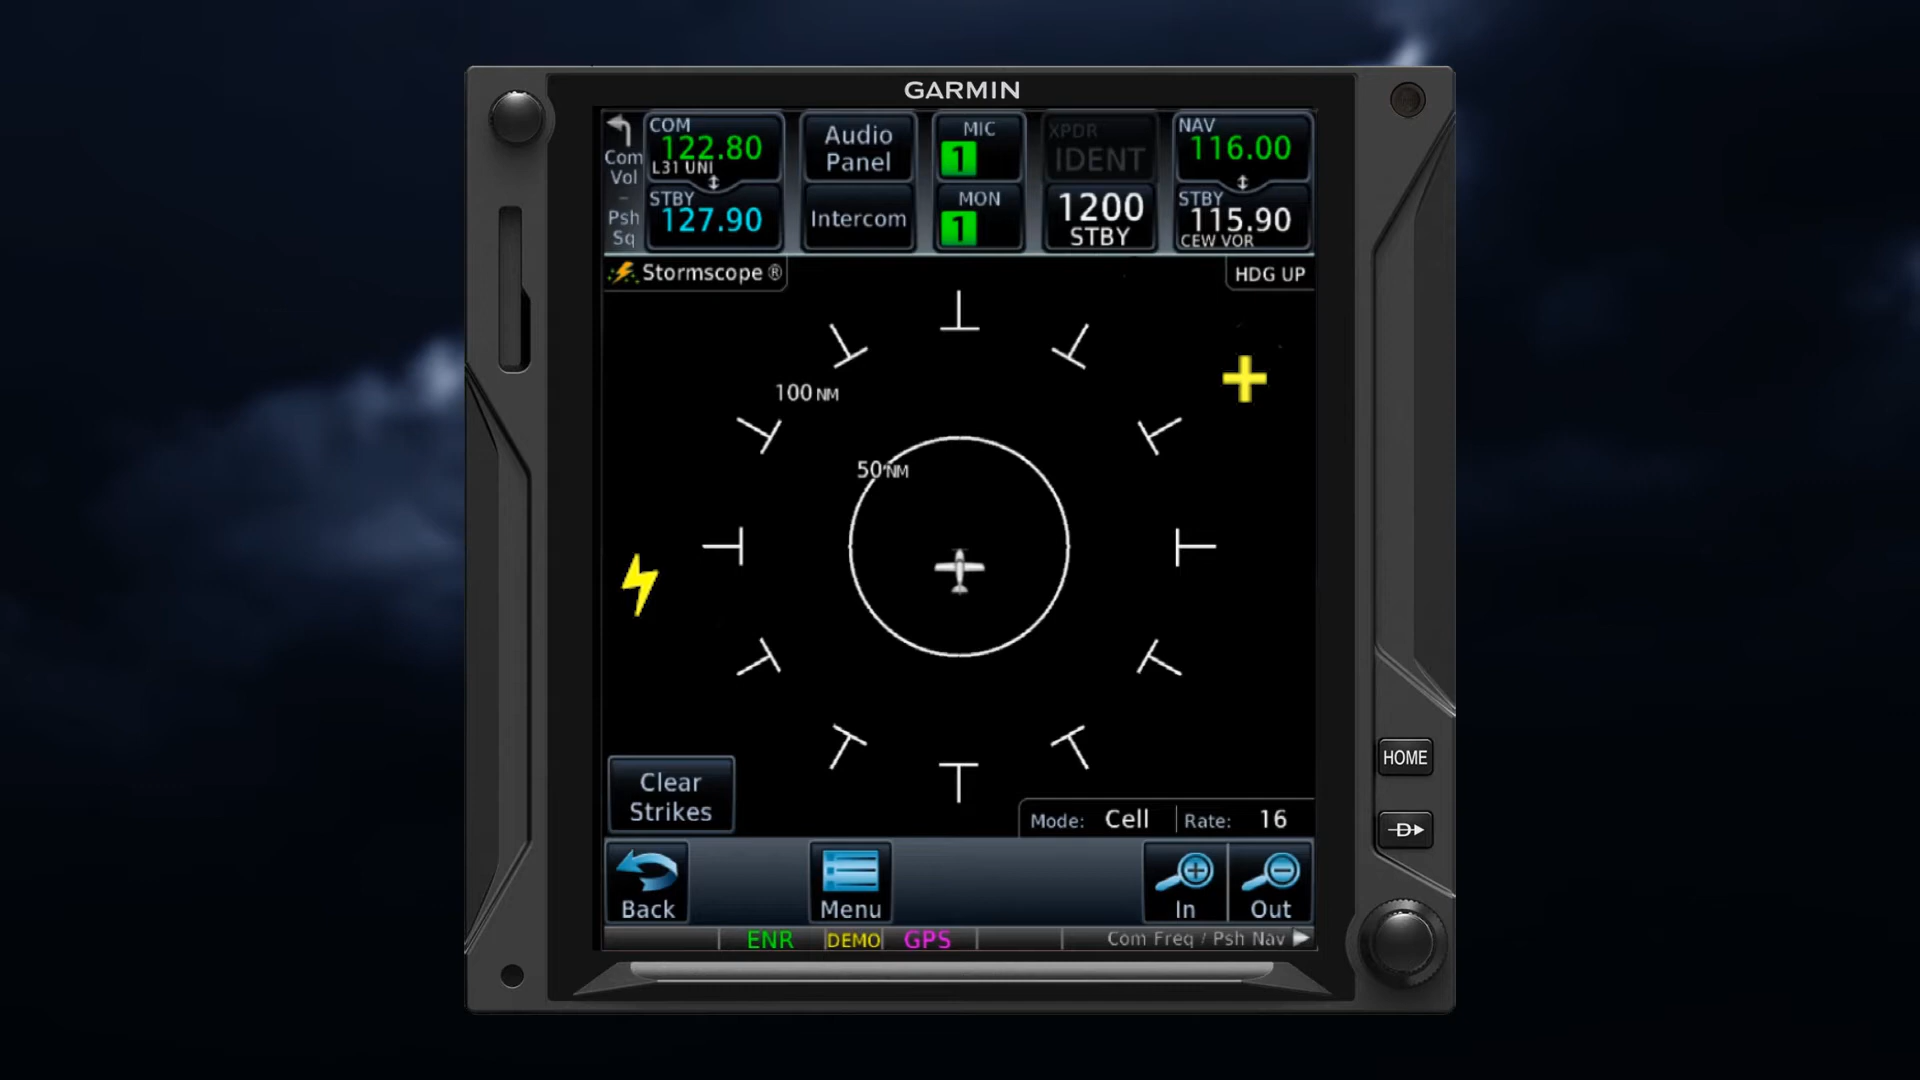 GARMIN
Com
Vol
–
Psh
Sq
COM
122.80
L31 UNI
STBY
127.90
Audio
Panel
Intercom
MIC
1
MON
1
XPDR
IDENT
1200
STBY
NAV
116.00
STBY
115.90
CEW VOR
Stormscope ®
HDG UP
100 NM
50 NM
Clear
Strikes
Mode: Cell Rate: 16
Back
Menu
In
Out
ENR DEMO GPS Com Freq / Psh Nav
HOME
D